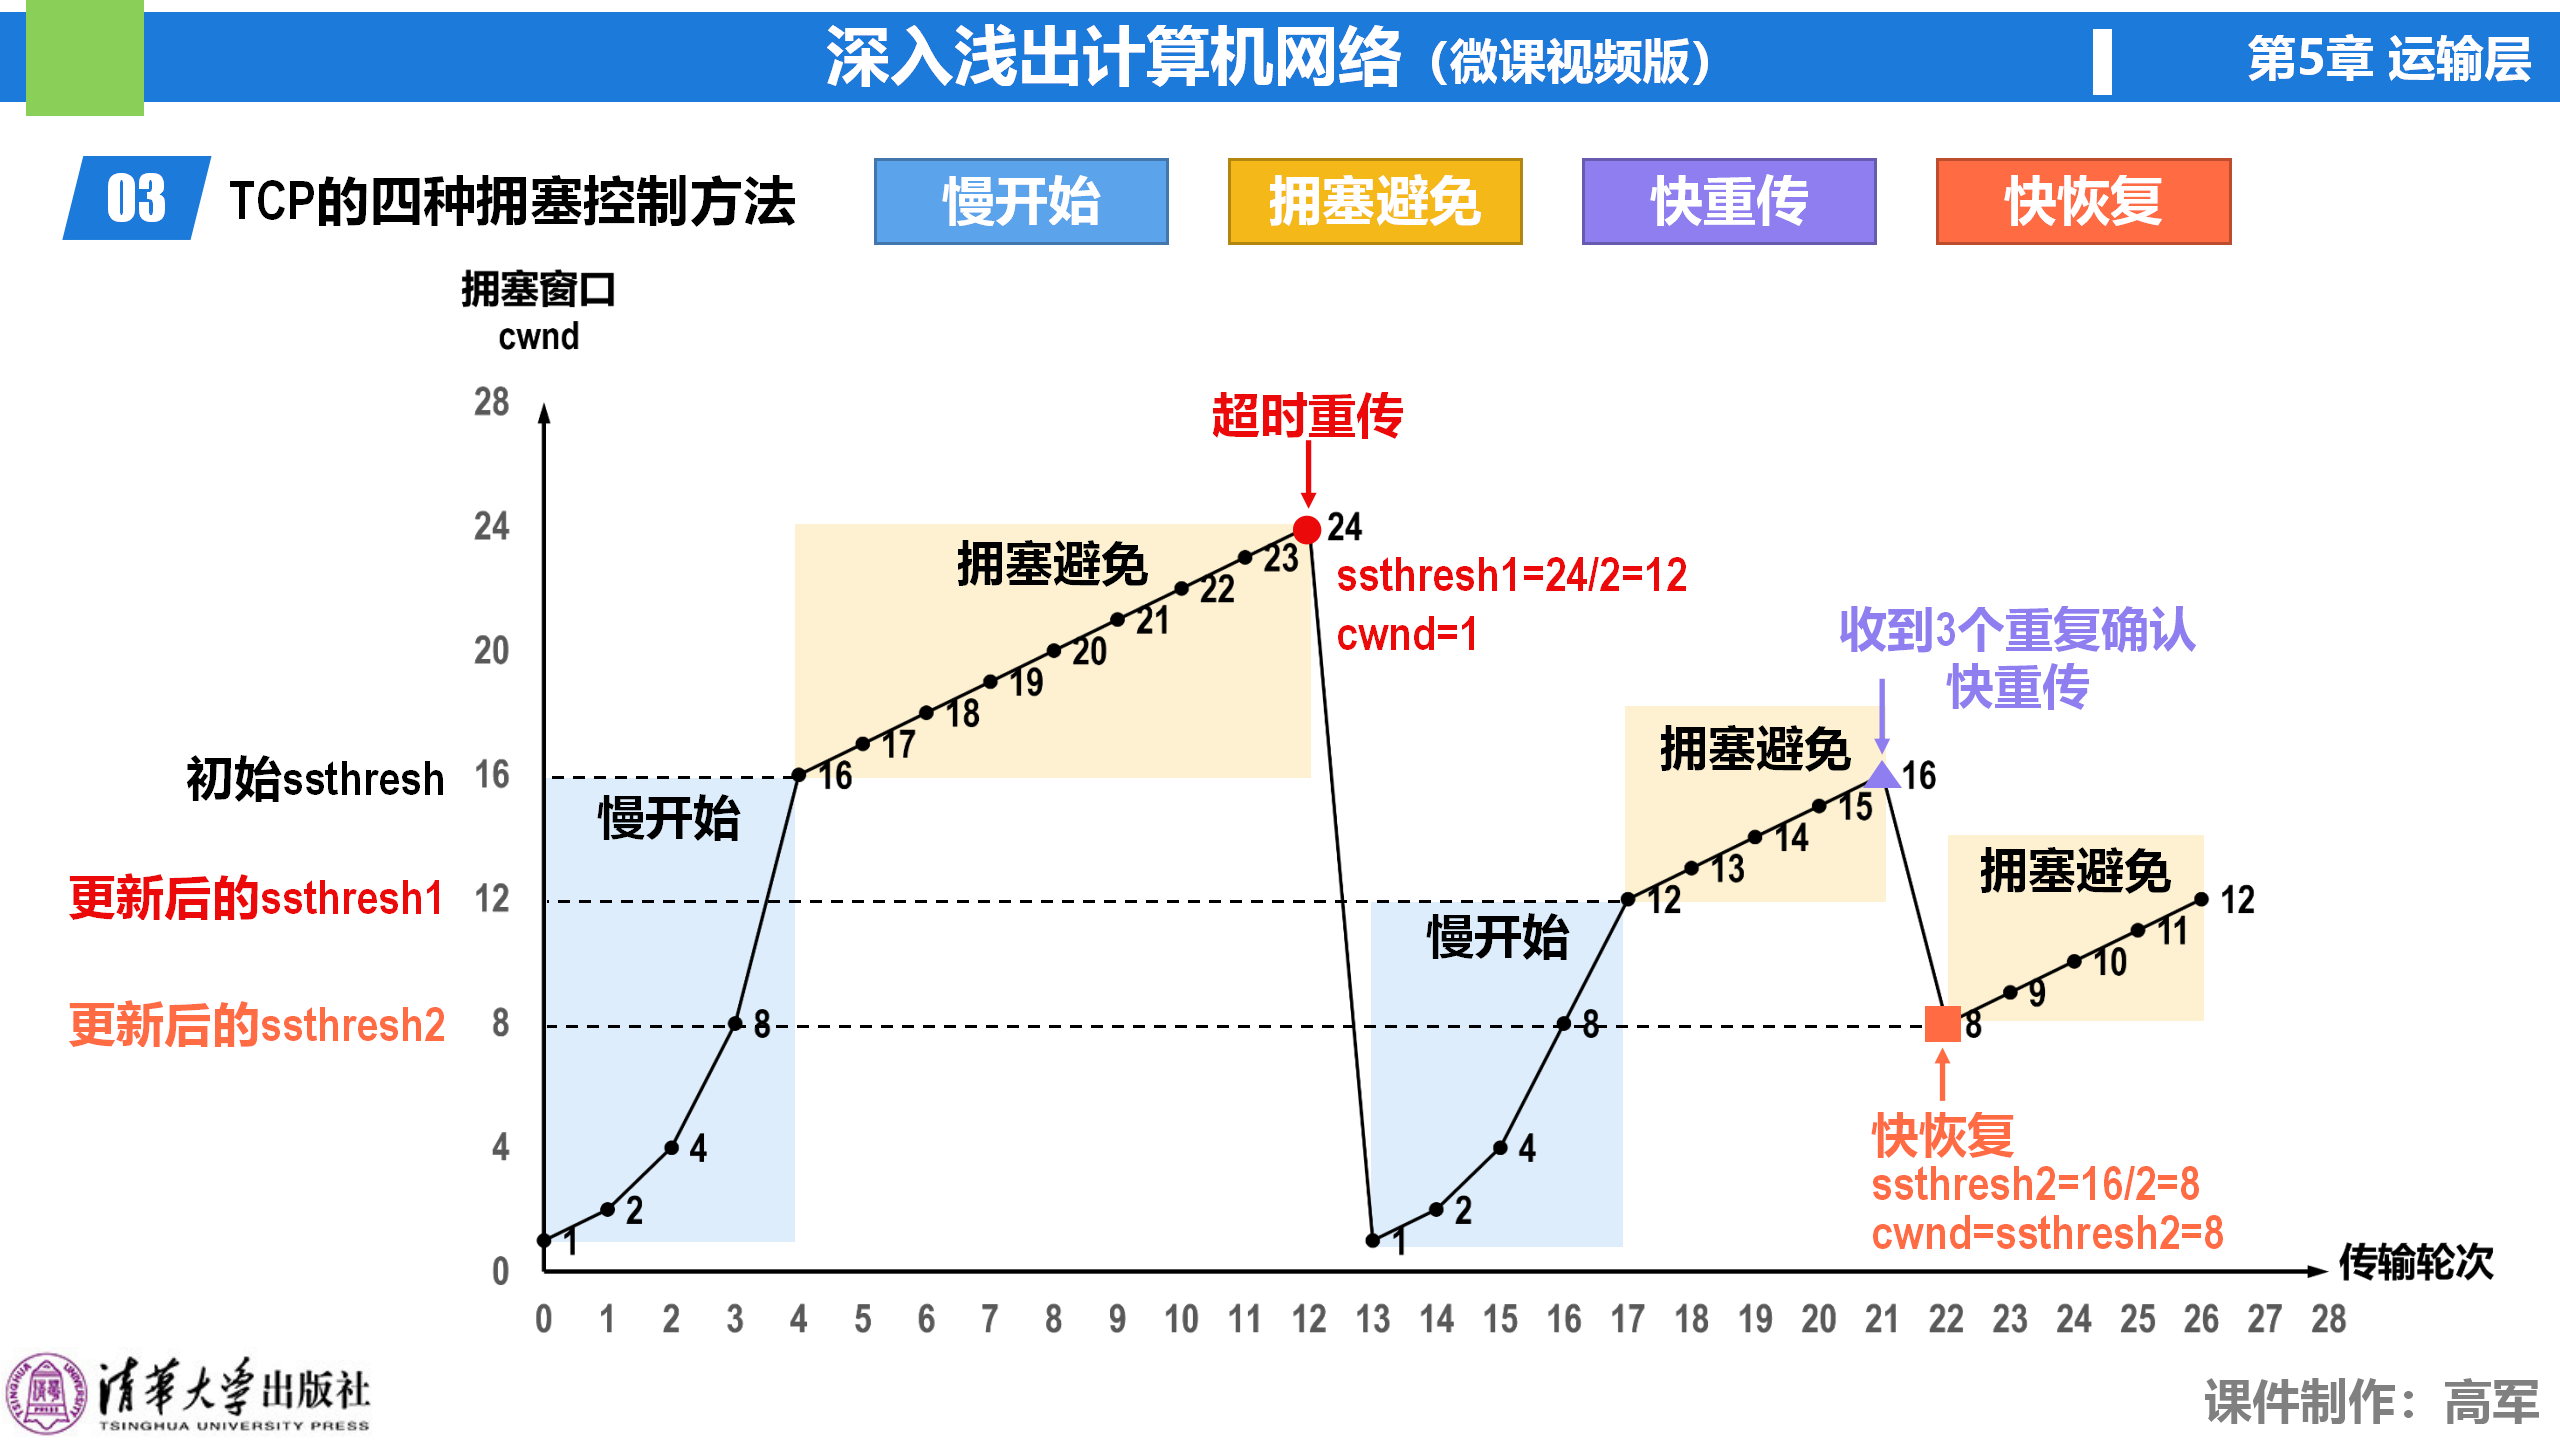 深入浅出计算机网络（微课视频版）
第5章 运输层
03 TCP的四种拥塞控制方法
慢开始
拥塞避免
快重传
快恢复
拥塞窗口
cwnd
28
24
20
16
12
8
4
0
初始ssthresh
更新后的ssthresh1
更新后的ssthresh2
慢开始
1
2
4
8
16
拥塞避免
17
18
19
20
21
22
23
24
超时重传
ssthresh1=24/2=12
cwnd=1
慢开始
1
2
4
8
12
拥塞避免
13
14
15
16
收到3个重复确认
快重传
拥塞避免
8
9
10
11
12
快恢复
ssthresh2=16/2=8
cwnd=ssthresh2=8
传输轮次
0 1 2 3 4 5 6 7 8 9 10 11 12 13 14 15 16 17 18 19 20 21 22 23 24 25 26 27 28
清华大学出版社
TSINGHUA UNIVERSITY PRESS
课件制作：高军